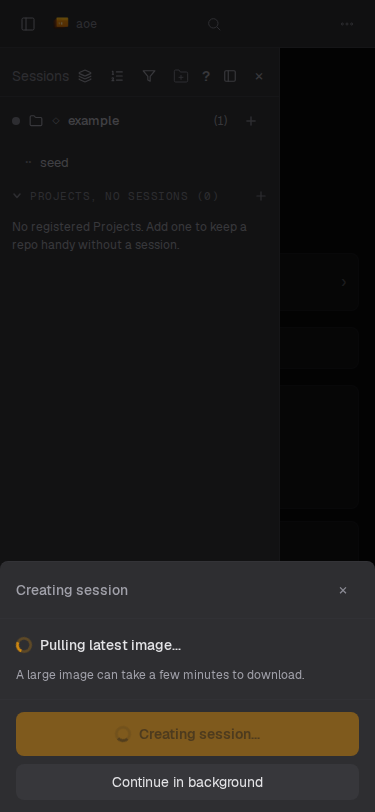 aoe
Sessions ?
example (1)
seed
PROJECTS, NO SESSIONS (0)
No registered Projects. Add one to keep a
repo handy without a session.
Creating session
Pulling latest image...
A large image can take a few minutes to download.
Creating session...
Continue in background